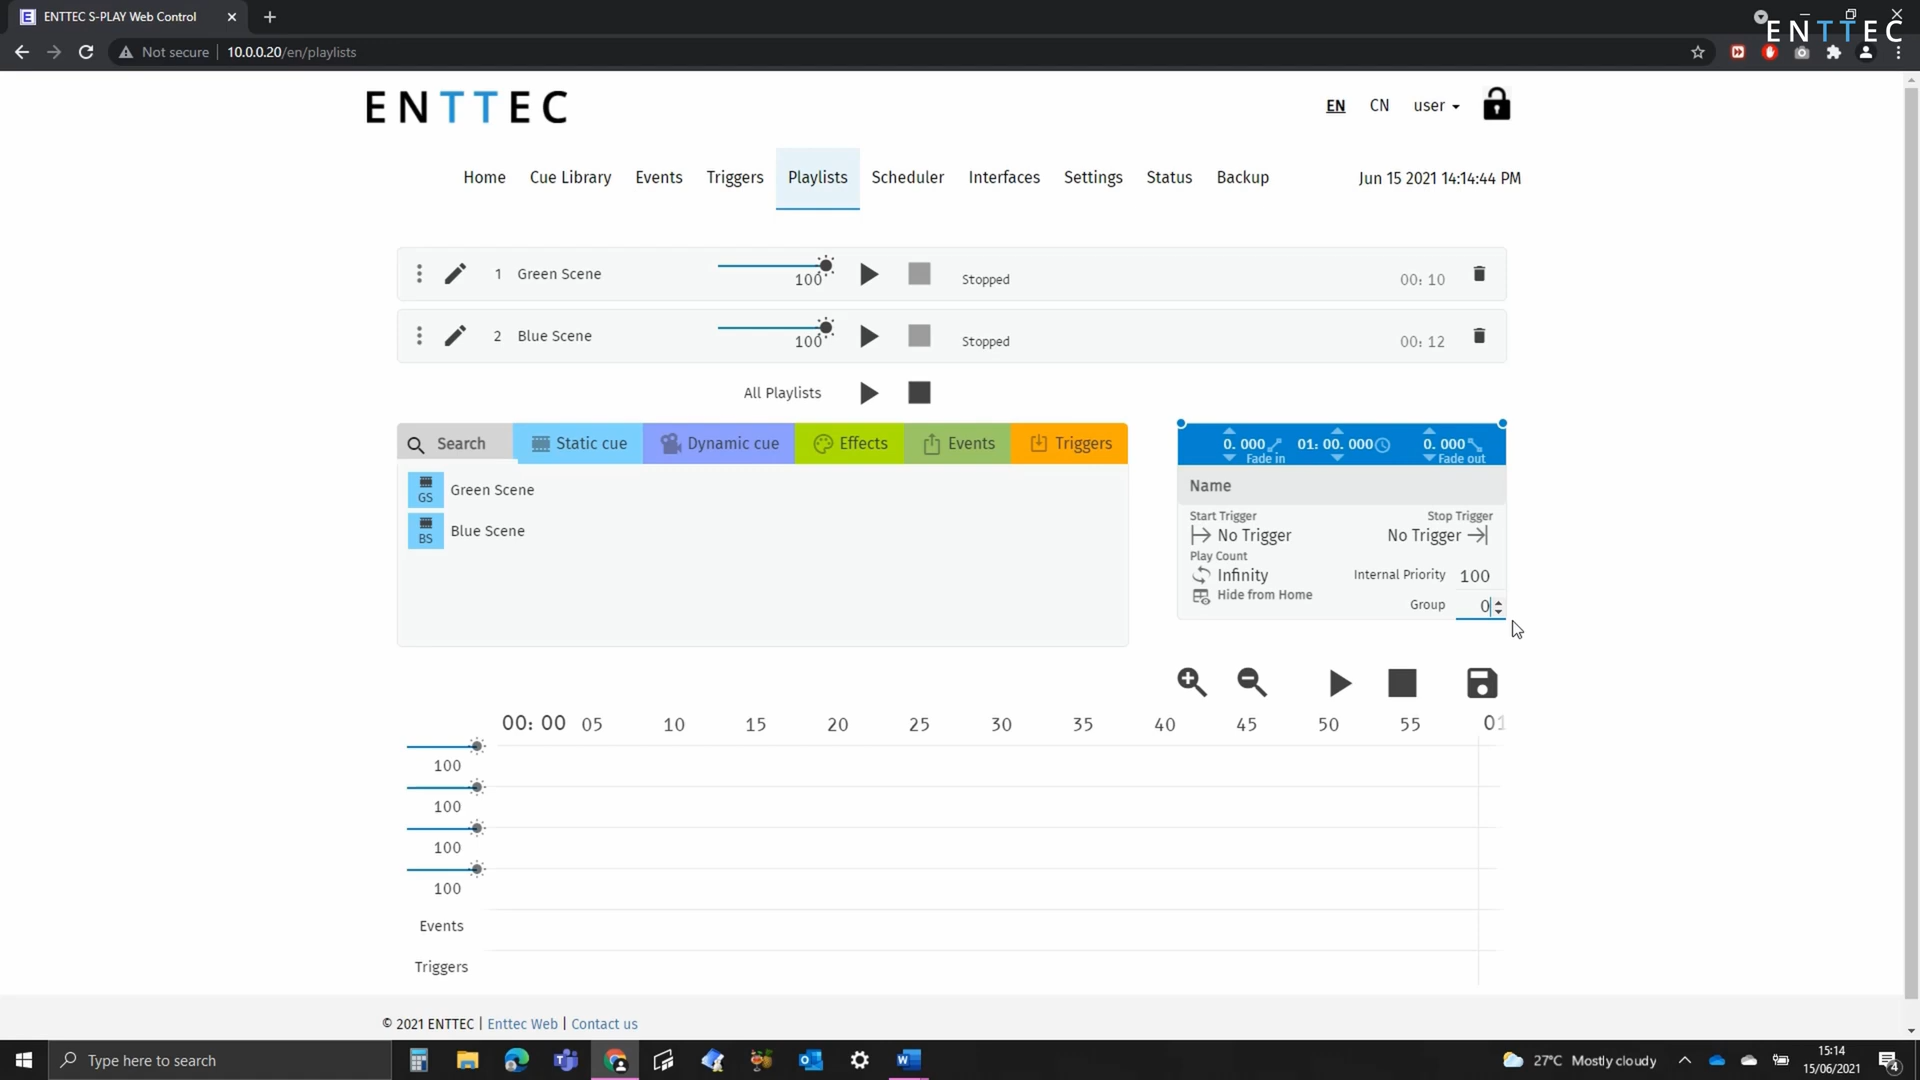 ENTTEC S-PLAY Web Control
ENTTEC
Not secure
10.0.0.20/en/playlists
ENTTEC
EN
CN
user
Home
Cue Library
Events
Triggers
Playlists
Scheduler
Interfaces
Settings
Status
Backup
Jun 15 2021 14:14:44 PM
1 Green Scene
100
Stopped
00: 10
2 Blue Scene
100
Stopped
00: 12
All Playlists
Search
Static cue
Dynamic cue
Effects
Events
Triggers
GS Green Scene
BS Blue Scene
0. 000
Fade in
01: 00. 000
0. 000
Fade out
Name
Start Trigger
No Trigger
Stop Trigger
No Trigger
Play Count
Infinity
Internal Priority 100
Hide from Home
Group 0
00: 00 05 10 15 20 25 30 35 40 45 50 55 01
100
100
100
100
Events
Triggers
© 2021 ENTTEC | Enttec Web | Contact us
Type here to search
27°C Mostly cloudy
15:14
15/06/2021
4